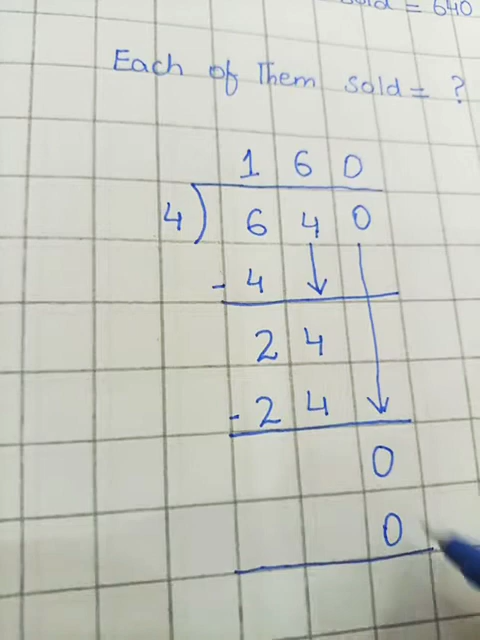 sold = 640
Each of Them sold = ?
1 6 0
4 ) 6 4 0
- 4
2 4
- 2 4
0
0